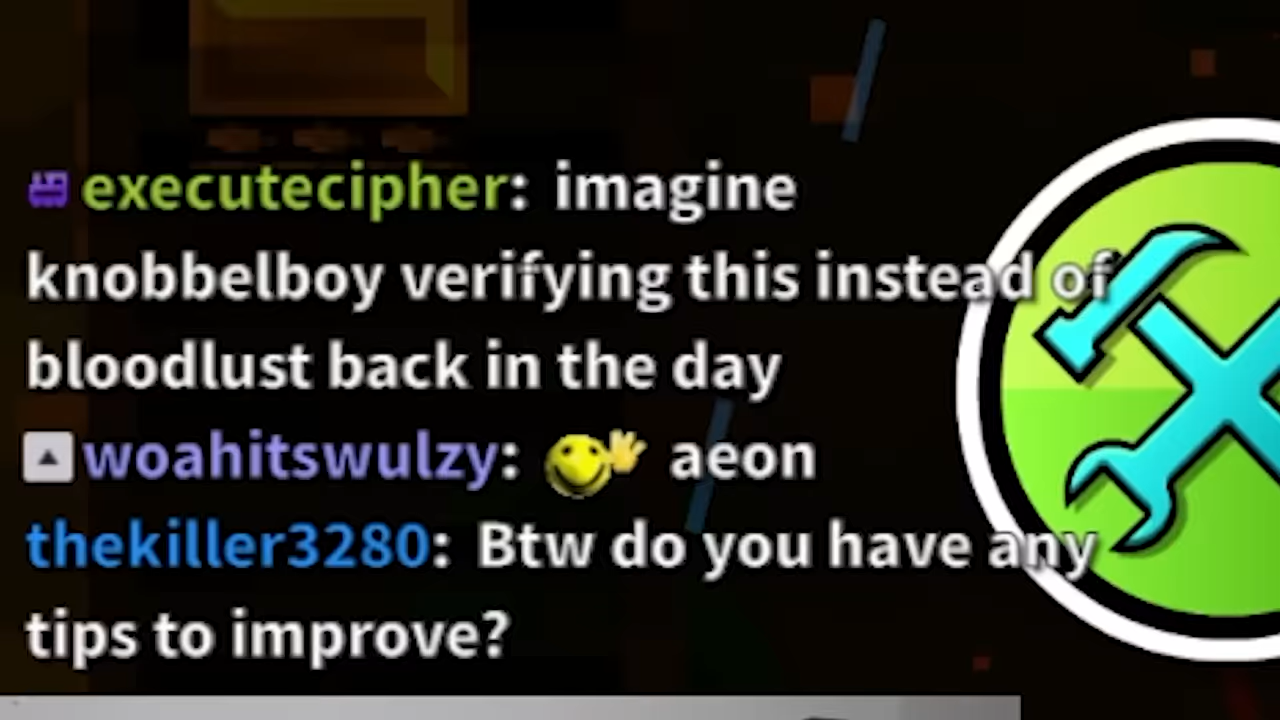 executecipher: imagine
knobbelboy verifying this instead of
bloodlust back in the day
woahitswulzy: aeon
thekiller3280: Btw do you have any
tips to improve?